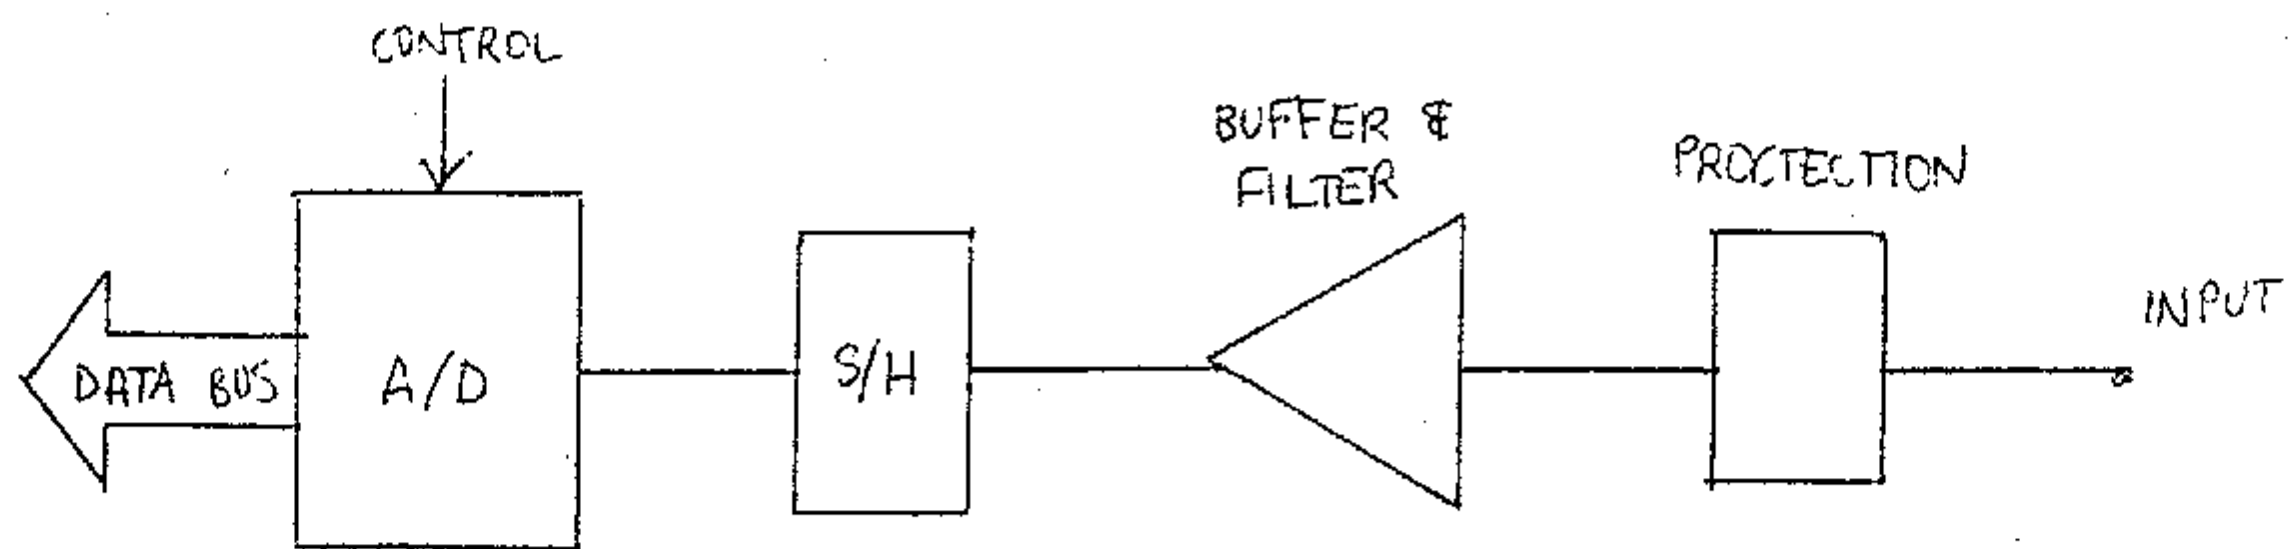 CONTROL
BUFFER &
FILTER
PROCTECTION
INPUT
DATA BUS
A/D
S/H